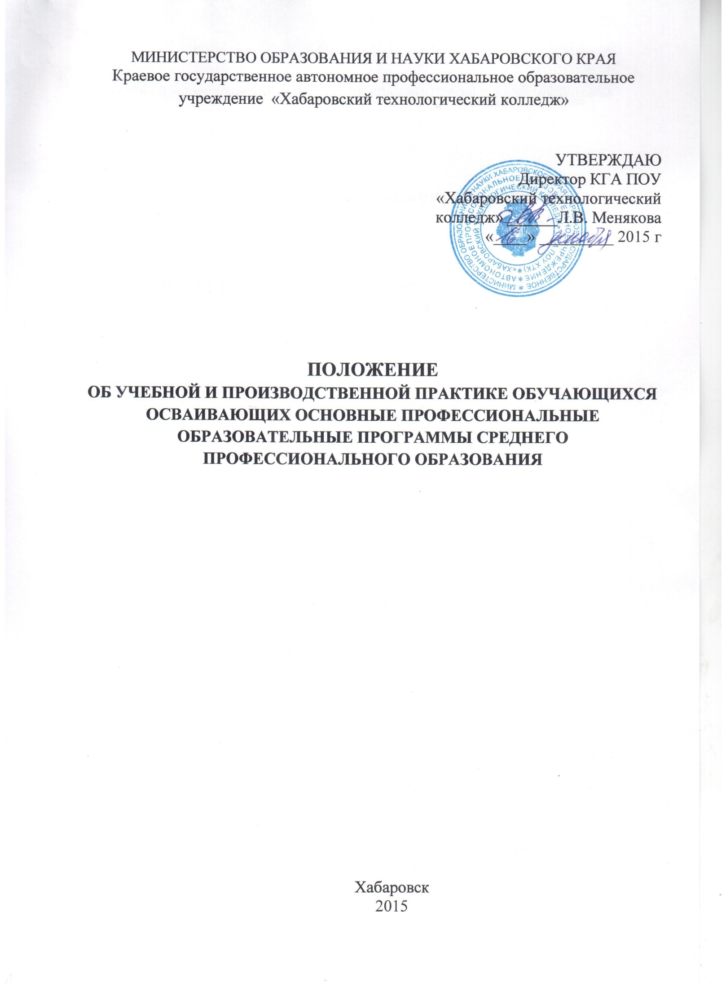 МИНИСТЕРСТВО ОБРАЗОВАНИЯ И НАУКИ ХАБАРОВСКОГО КРАЯ
Краевое государственное автономное профессиональное образовательное
учреждение «Хабаровский технологический колледж»
УТВЕРЖДАЮ
Директор КГА ПОУ
«Хабаровский технологический
колледж» ______ Л.В. Менякова
«16» декабря 2015 г
ПОЛОЖЕНИЕ
ОБ УЧЕБНОЙ И ПРОИЗВОДСТВЕННОЙ ПРАКТИКЕ ОБУЧАЮЩИХСЯ
ОСВАИВАЮЩИХ ОСНОВНЫЕ ПРОФЕССИОНАЛЬНЫЕ
ОБРАЗОВАТЕЛЬНЫЕ ПРОГРАММЫ СРЕДНЕГО
ПРОФЕССИОНАЛЬНОГО ОБРАЗОВАНИЯ
Хабаровск
2015